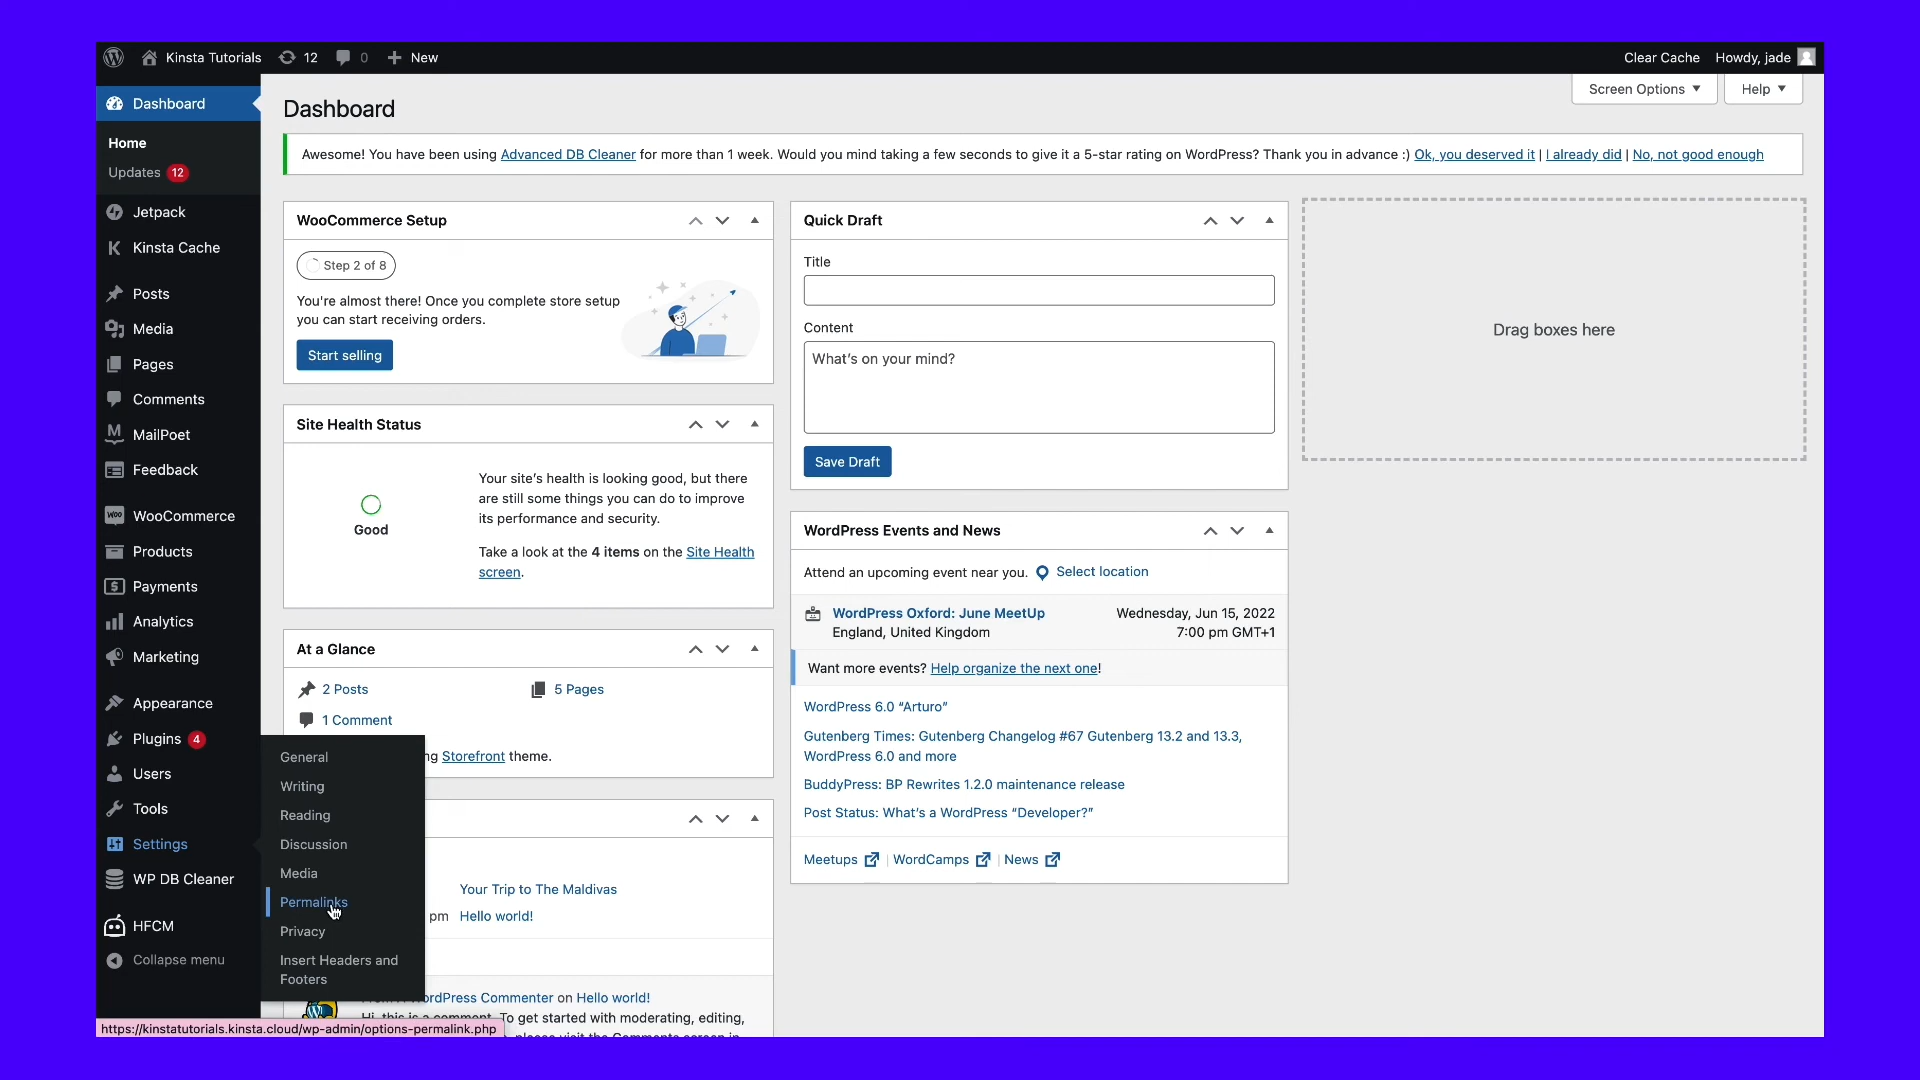 Kinsta Tutorials
12
0
New
Clear Cache
Howdy, jade
Dashboard
Home
Updates 12
Jetpack
Kinsta Cache
Posts
Media
Pages
Comments
MailPoet
Feedback
WooCommerce
Products
Payments
Analytics
Marketing
Appearance
Plugins 4
Users
Tools
Settings
WP DB Cleaner
HFCM
Collapse menu
General
Writing
Reading
Discussion
Media
Permalinks
Privacy
Insert Headers and
Footers
Dashboard
Screen Options
Help
Awesome! You have been using Advanced DB Cleaner for more than 1 week. Would you mind taking a few seconds to give it a 5-star rating on WordPress? Thank you in advance :) Ok, you deserved it | I already did | No, not good enough
WooCommerce Setup
Step 2 of 8
You're almost there! Once you complete store setup
you can start receiving orders.
Start selling
Site Health Status
Good
Your site's health is looking good, but there
are still some things you can do to improve
its performance and security.
Take a look at the 4 items on the Site Health
screen.
At a Glance
2 Posts
5 Pages
1 Comment
ng Storefront theme.
Your Trip to The Maldivas
pm Hello world!
WordPress Commenter on Hello world!
Hi, this is a comment. To get started with moderating, editing,
please visit the Comments screen in
Quick Draft
Title
Content
What's on your mind?
Save Draft
WordPress Events and News
Attend an upcoming event near you. Select location
WordPress Oxford: June MeetUp
England, United Kingdom
Wednesday, Jun 15, 2022
7:00 pm GMT+1
Want more events? Help organize the next one!
WordPress 6.0 “Arturo”
Gutenberg Times: Gutenberg Changelog #67 Gutenberg 13.2 and 13.3,
WordPress 6.0 and more
BuddyPress: BP Rewrites 1.2.0 maintenance release
Post Status: What's a WordPress “Developer?”
Meetups | WordCamps | News
Drag boxes here
https://kinstatutorials.kinsta.cloud/wp-admin/options-permalink.php